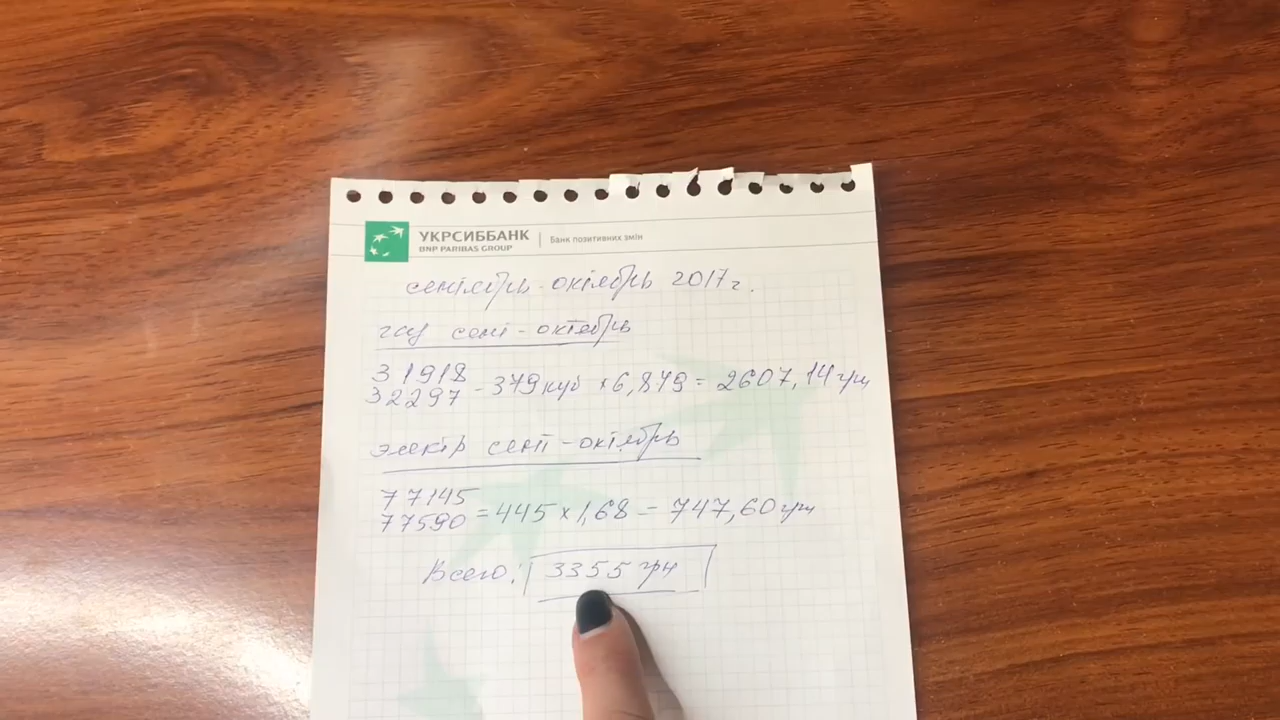 УКРСИББАНК
BNP PARIBAS GROUP
Банк позитивних змін
сентябрь - октябрь 2017г.
газ сент - октябрь
31918
32297 - 379 куб × 6,879 = 2607,14 грн
электр сент - октябрь
77145
77590 = 445 × 1,68 = 747,60 грн
Всего: 3355 грн